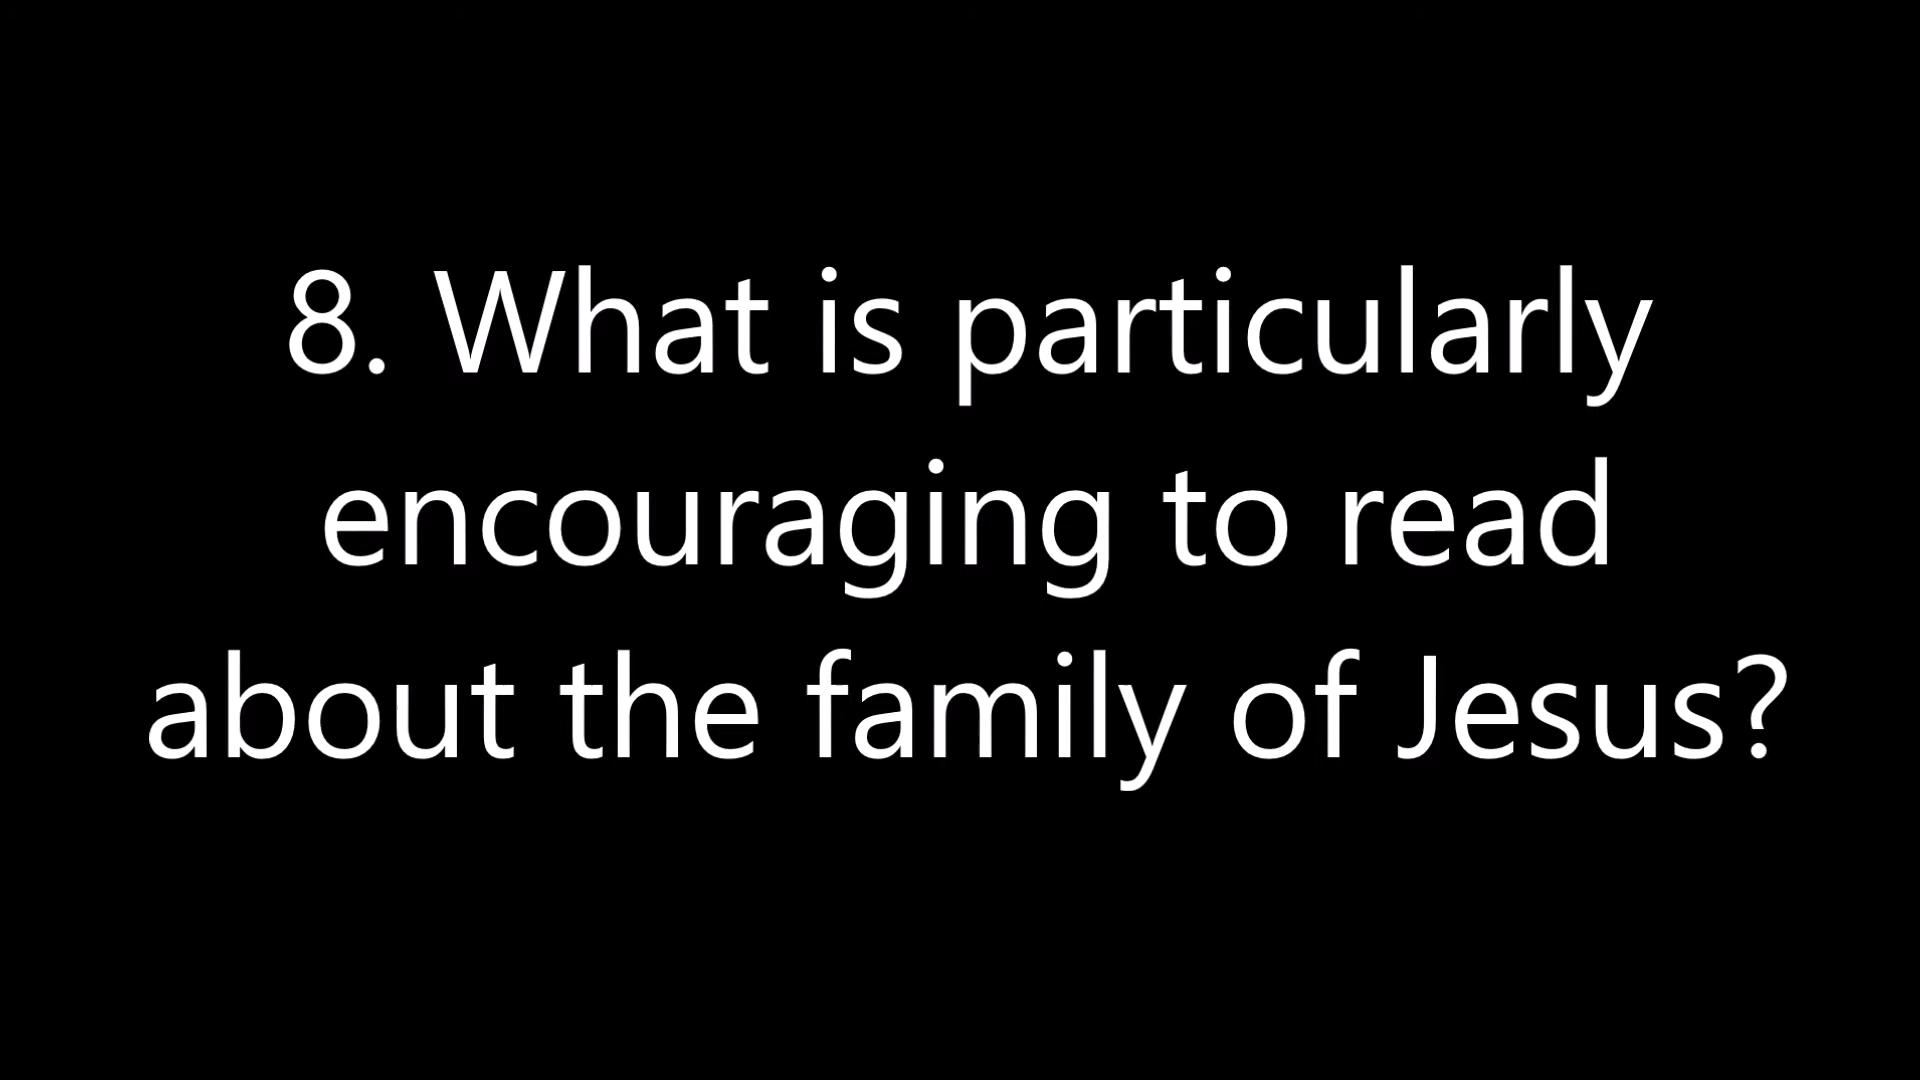 8. What is particularly
encouraging to read
about the family of Jesus?